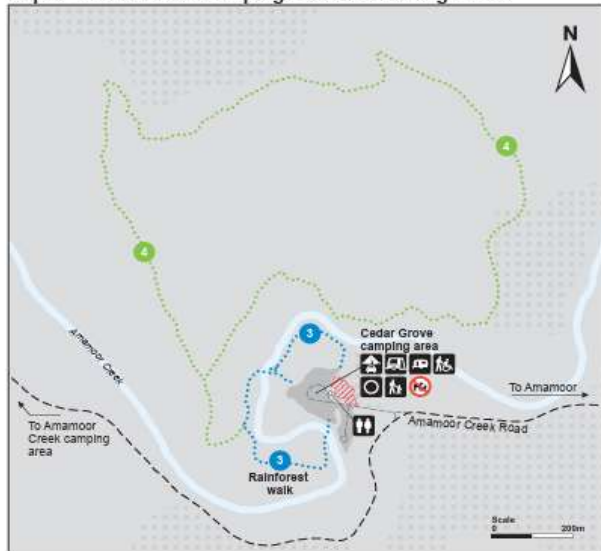 N
4
4
3
Cedar Grove
camping area
Amamoor Creek
To Amamoor
To Amamoor
Creek camping
area
Amamoor Creek Road
3
Rainforest
walk
Scale
0 200m